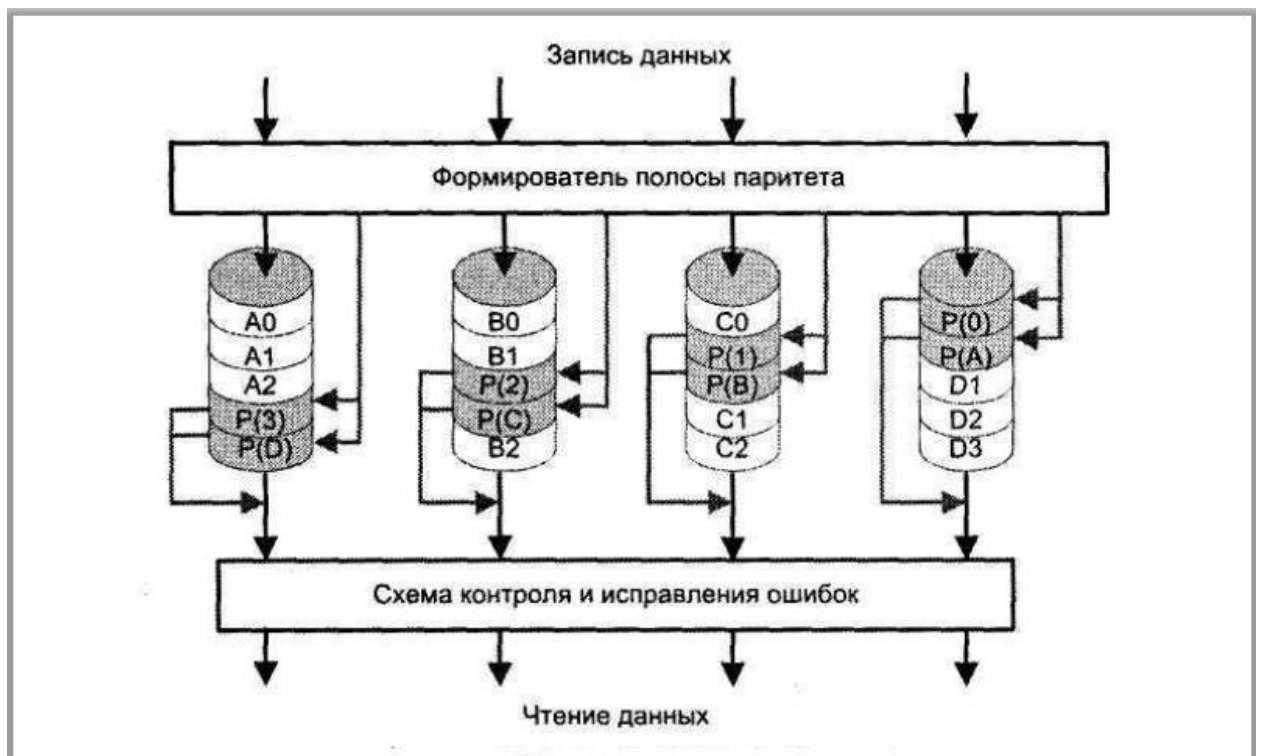 Запись данных
Формирователь полосы паритета
A0 B0 C0 P(0)
A1 B1 P(1) P(A)
A2 P(2) P(B) D1
P(3) P(C) C1 D2
P(D) B2 C2 D3
Схема контроля и исправления ошибок
Чтение данных